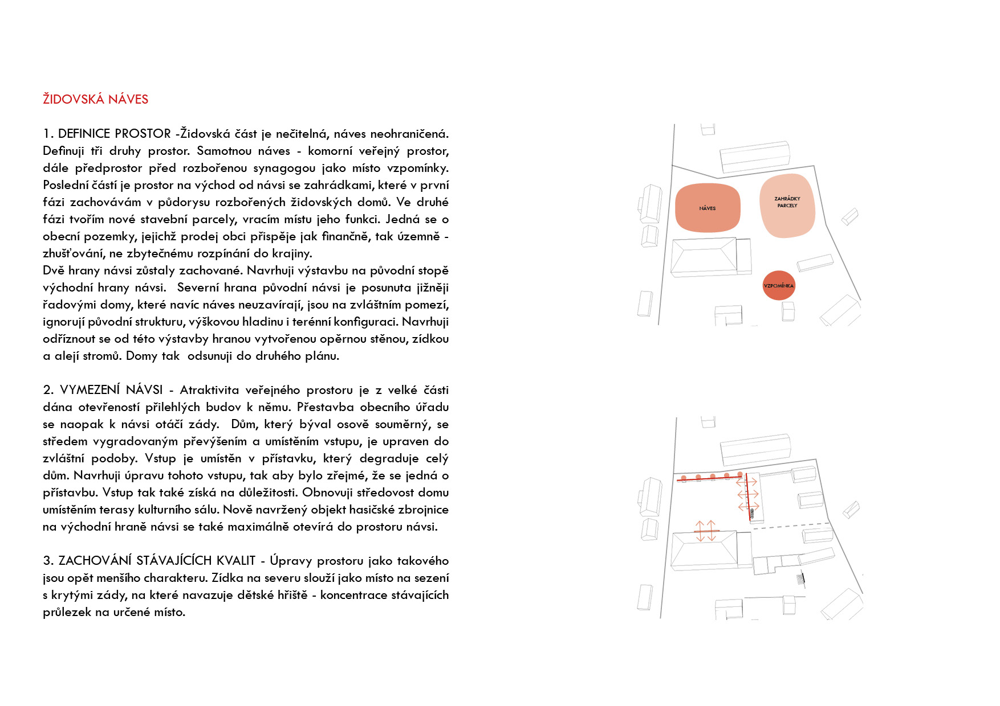 ŽIDOVSKÁ NÁVES
1. DEFINICE PROSTOR -Židovská část je nečitelná, náves neohraničená.
Definuji tři druhy prostor. Samotnou náves - komorní veřejný prostor,
dále předprostor před rozbořenou synagogou jako místo vzpomínky.
Poslední částí je prostor na východ od návsi se zahrádkami, které v první
fázi zachovávám v půdorysu rozbořených židovských domů. Ve druhé
fázi tvořím nové stavební parcely, vracím místu jeho funkci. Jedná se o
obecní pozemky, jejichž prodej obci přispěje jak finančně, tak územně -
zhušťování, ne zbytečnému rozpínání do krajiny.
Dvě hrany návsi zůstaly zachované. Navrhuji výstavbu na původní stopě
východní hrany návsi.  Severní hrana původní návsi je posunuta jižněji
řadovými domy, které navíc náves neuzavírají, jsou na zvláštním pomezí,
ignorují původní strukturu, výškovou hladinu i terénní konfiguraci. Navrhuji
odříznout se od této výstavby hranou vytvořenou opěrnou stěnou, zídkou
a alejí stromů. Domy tak  odsunuji do druhého plánu.
2. VYMEZENÍ NÁVSI - Atraktivita veřejného prostoru je z velké části
dána otevřeností přilehlých budov k němu. Přestavba obecního úřadu
se naopak k návsi otáčí zády.  Dům, který býval osově souměrný, se
středem vygradovaným převýšením a umístěním vstupu, je upraven do
zvláštní podoby. Vstup je umístěn v přístavku, který degraduje celý
dům. Navrhuji úpravu tohoto vstupu, tak aby bylo zřejmé, že se jedná o
přístavbu. Vstup tak také získá na důležitosti. Obnovuji středovost domu
umístěním terasy kulturního sálu. Nově navržený objekt hasičské zbrojnice
na východní hraně návsi se také maximálně otevírá do prostoru návsi.
3. ZACHOVÁNÍ STÁVAJÍCÍCH KVALIT - Úpravy prostoru jako takového
jsou opět menšího charakteru. Zídka na severu slouží jako místo na sezení
s krytými zády, na které navazuje dětské hřiště - koncentrace stávajících
průlezek na určené místo.
NÁVES
ZAHRÁDKY
PARCELY
VZPOMÍNKA